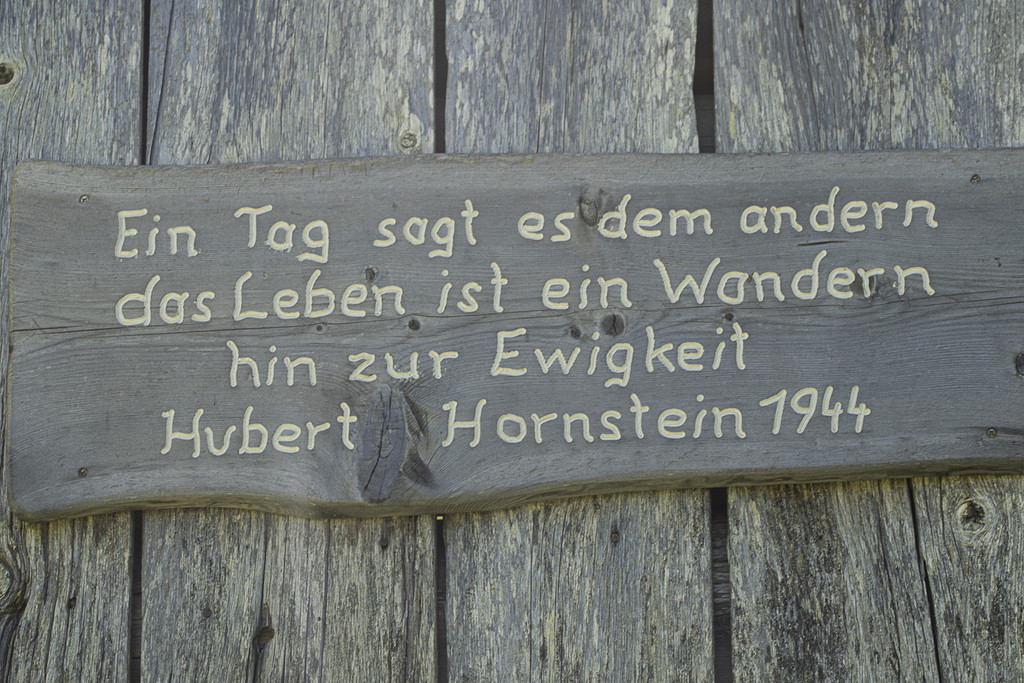 Ein Tag sagt es dem andern
das Leben ist ein Wandern
hin zur Ewigkeit
Hubert Hornstein 1944